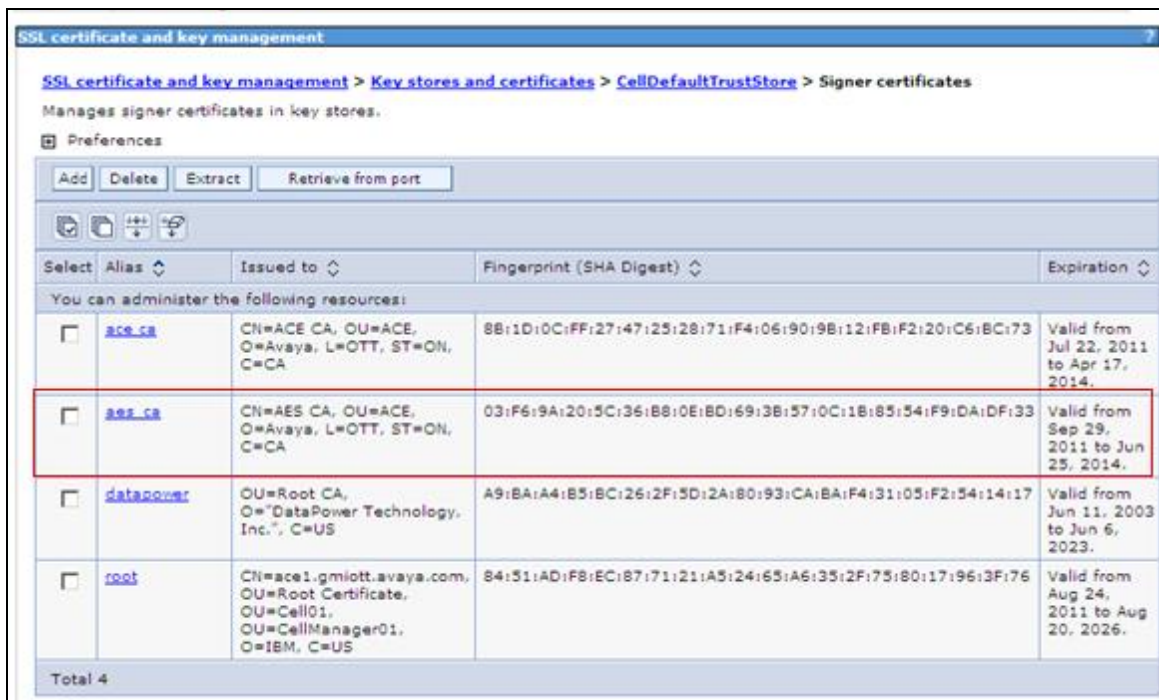 SSL certificate and key management ?
SSL certificate and key management > Key stores and certificates > CellDefaultTrustStore > Signer certificates
Manages signer certificates in key stores.
Preferences
Add Delete Extract Retrieve from port
Select Alias Issued to Fingerprint (SHA Digest) Expiration
You can administer the following resources:
ace_ca
CN=ACE CA, OU=ACE,
O=Avaya, L=OTT, ST=ON,
C=CA
8B:1D:0C:FF:27:47:25:28:71:F4:06:90:9B:12:FB:F2:20:C6:BC:73
Valid from
Jul 22, 2011
to Apr 17,
2014.
aes_ca
CN=AES CA, OU=ACE,
O=Avaya, L=OTT, ST=ON,
C=CA
03:F6:9A:20:5C:36:B8:0E:BD:69:3B:57:0C:1B:85:54:F9:DA:DF:33
Valid from
Sep 29,
2011 to Jun
25, 2014.
datapower
OU=Root CA,
O="DataPower Technology,
Inc.", C=US
A9:BA:A4:B5:BC:26:2F:5D:2A:80:93:CA:BA:F4:31:05:F2:54:14:17
Valid from
Jun 11, 2003
to Jun 6,
2023.
root
CN=ace1.gmiott.avaya.com,
OU=Root Certificate,
OU=Cell01,
OU=CellManager01,
O=IBM, C=US
84:51:AD:F8:EC:87:71:21:A5:24:65:A6:35:2F:75:80:17:96:3F:76
Valid from
Aug 24,
2011 to Aug
20, 2026.
Total 4